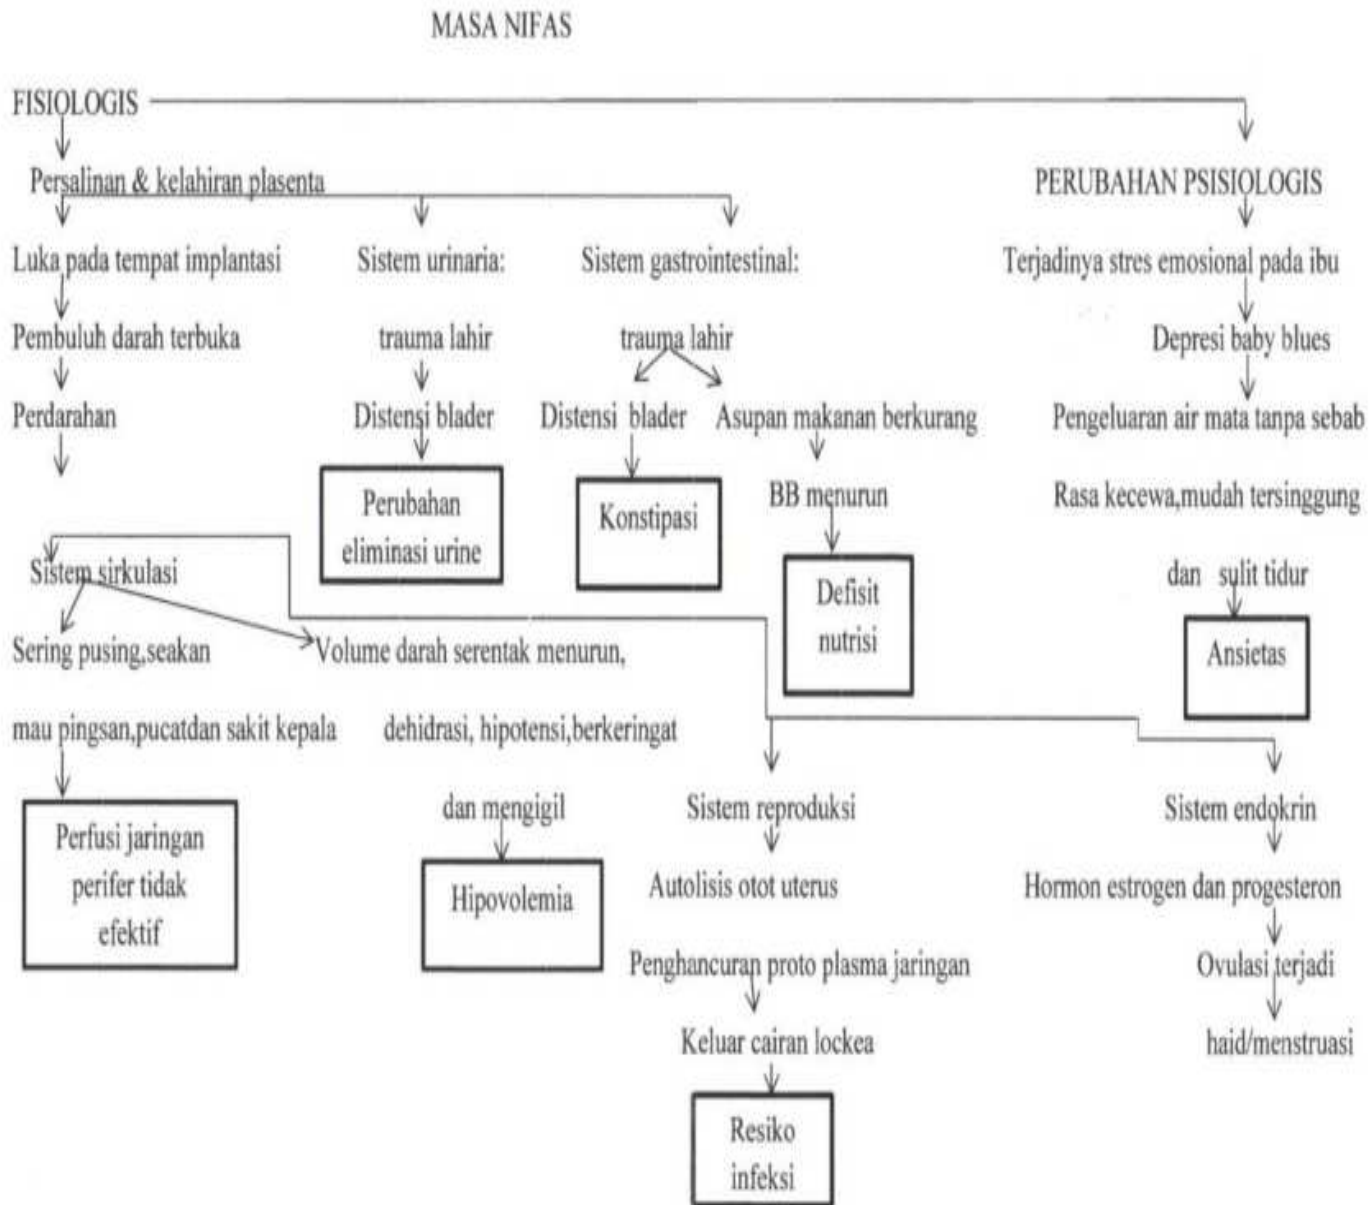 MASA NIFAS
FISIOLOGIS
Persalinan & kelahiran plasenta
PERUBAHAN PSISIOLOGIS
Luka pada tempat implantasi
Sistem urinaria:
Sistem gastrointestinal:
Terjadinya stres emosional pada ibu
Pembuluh darah terbuka
trauma lahir
trauma lahir
Depresi baby blues
Perdarahan
Distensi blader
Distensi blader
Asupan makanan berkurang
Pengeluaran air mata tanpa sebab
Perubahan
eliminasi urine
Konstipasi
BB menurun
Rasa kecewa,mudah tersinggung
Sistem sirkulasi
Defisit
nutrisi
dan sulit tidur
Sering pusing,seakan
Volume darah serentak menurun,
Ansietas
mau pingsan,pucatdan sakit kepala
dehidrasi, hipotensi,berkeringat
Perfusi jaringan
perifer tidak
efektif
dan mengigil
Sistem reproduksi
Sistem endokrin
Hipovolemia
Autolisis otot uterus
Hormon estrogen dan progesteron
Penghancuran proto plasma jaringan
Ovulasi terjadi
Keluar cairan lockea
haid/menstruasi
Resiko
infeksi